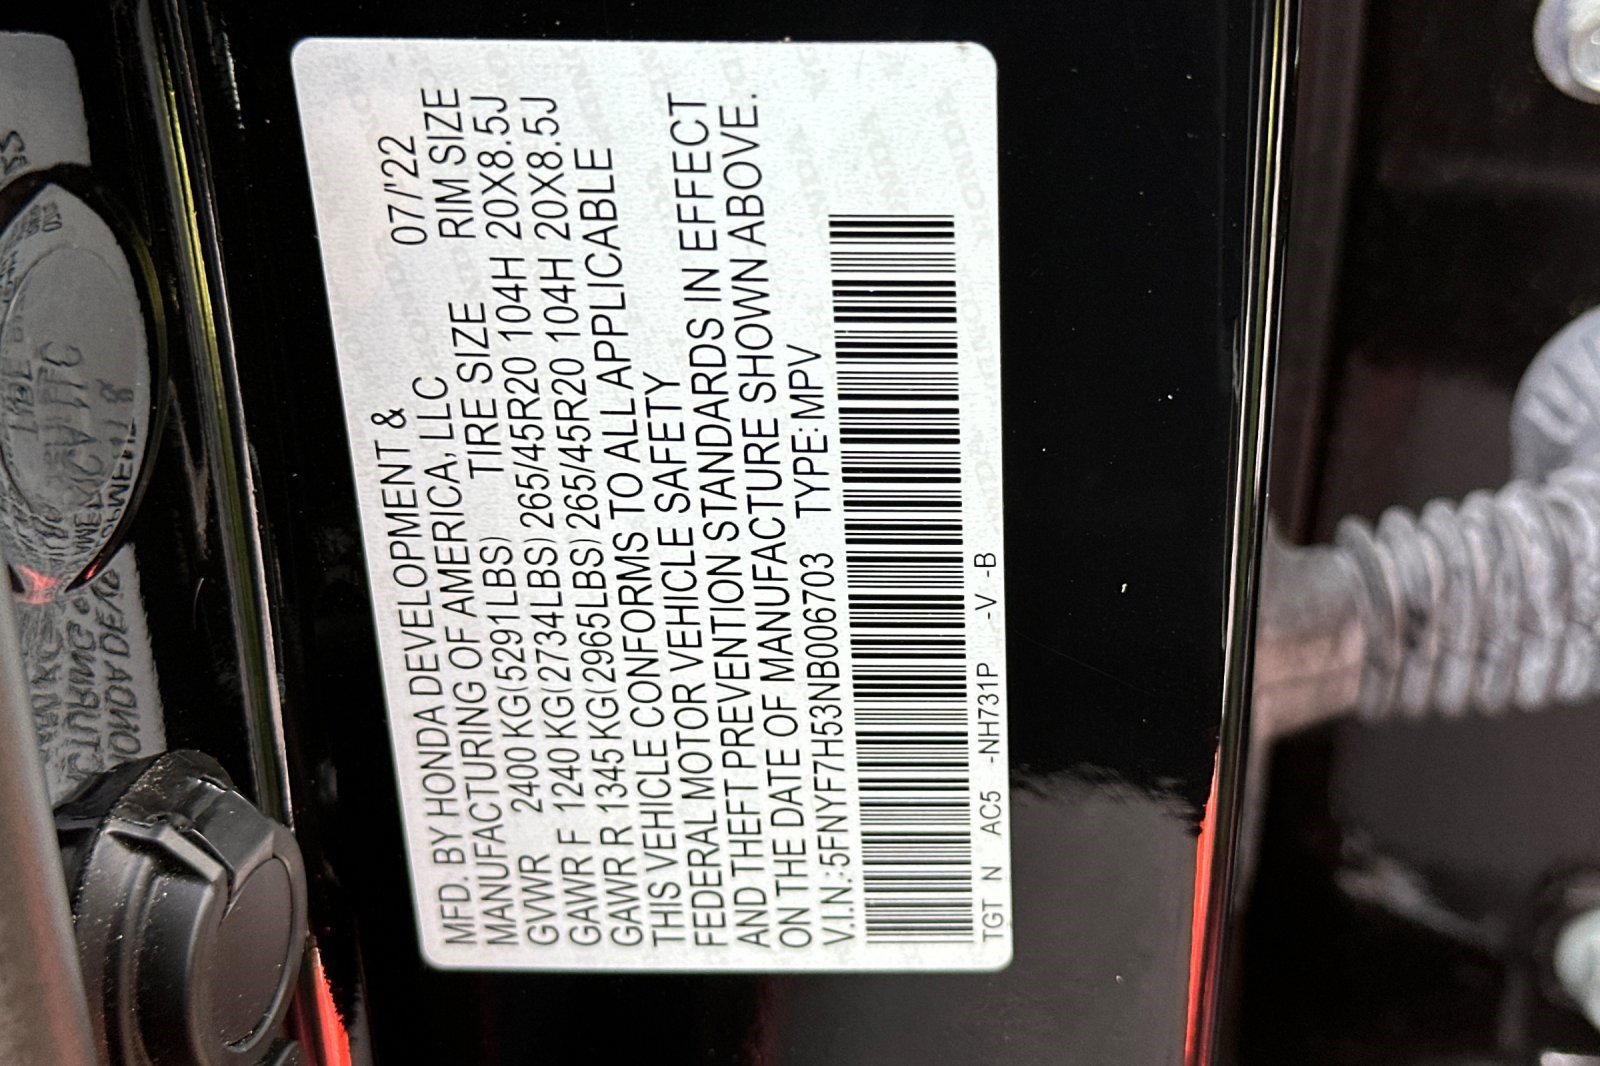 MFD. BY HONDA DEVELOPMENT & 07/'22
MANUFACTURING OF AMERICA, LLC RIM SIZE
TIRE SIZE
GVWR 2400 KG(5291LBS)
GAWR F 1240 KG(2734LBS) 265/45R20 104H 20X8.5J
GAWR R 1345 KG(2965LBS) 265/45R20 104H 20X8.5J
THIS VEHICLE CONFORMS TO ALL APPLICABLE
FEDERAL MOTOR VEHICLE SAFETY
AND THEFT PREVENTION STANDARDS IN EFFECT
ON THE DATE OF MANUFACTURE SHOWN ABOVE.
V.I.N.:5FNYF7H53NB006703 TYPE:MPV
TGT N AC5 -NH731P -V -B
HONDA